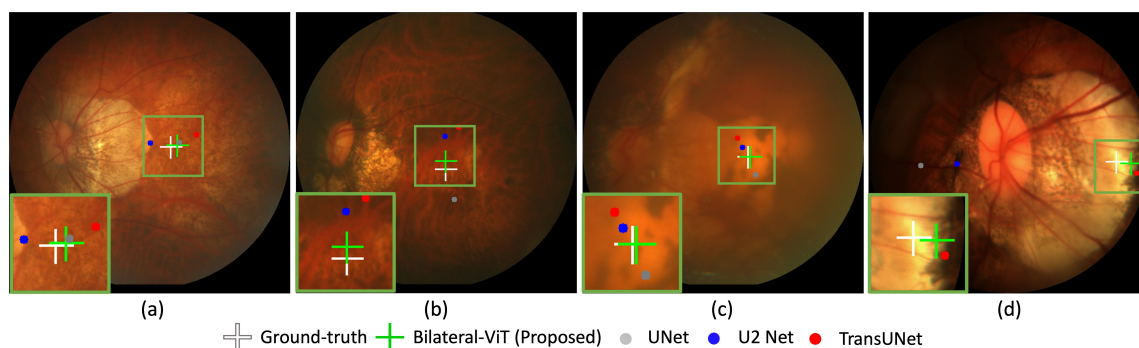 (a) (b) (c) (d)
Ground-truth Bilateral-ViT (Proposed) UNet U2 Net TransUNet